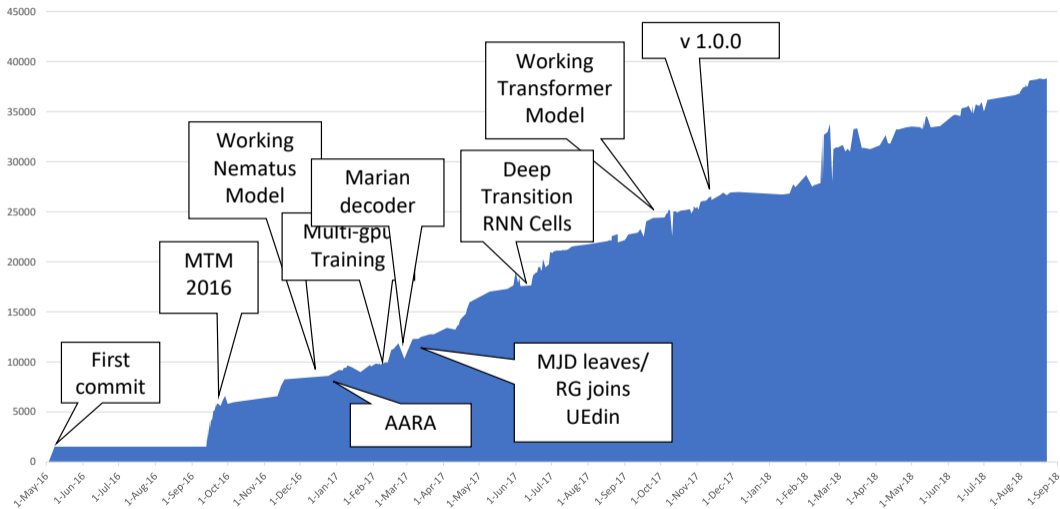 45000
40000
35000
30000
25000
20000
15000
10000
5000
0
First
commit
MTM
2016
Working
Nematus
Model
Multi-gpu
Training
Marian
decoder
AARA
Deep
Transition
RNN Cells
MJD leaves/
RG joins
UEdin
Working
Transformer
Model
v 1.0.0
1-May-16
1-Jun-16
1-Jul-16
1-Aug-16
1-Sep-16
1-Oct-16
1-Nov-16
1-Dec-16
1-Jan-17
1-Feb-17
1-Mar-17
1-Apr-17
1-May-17
1-Jun-17
1-Jul-17
1-Aug-17
1-Sep-17
1-Oct-17
1-Nov-17
1-Dec-17
1-Jan-18
1-Feb-18
1-Mar-18
1-Apr-18
1-May-18
1-Jun-18
1-Jul-18
1-Aug-18
1-Sep-18